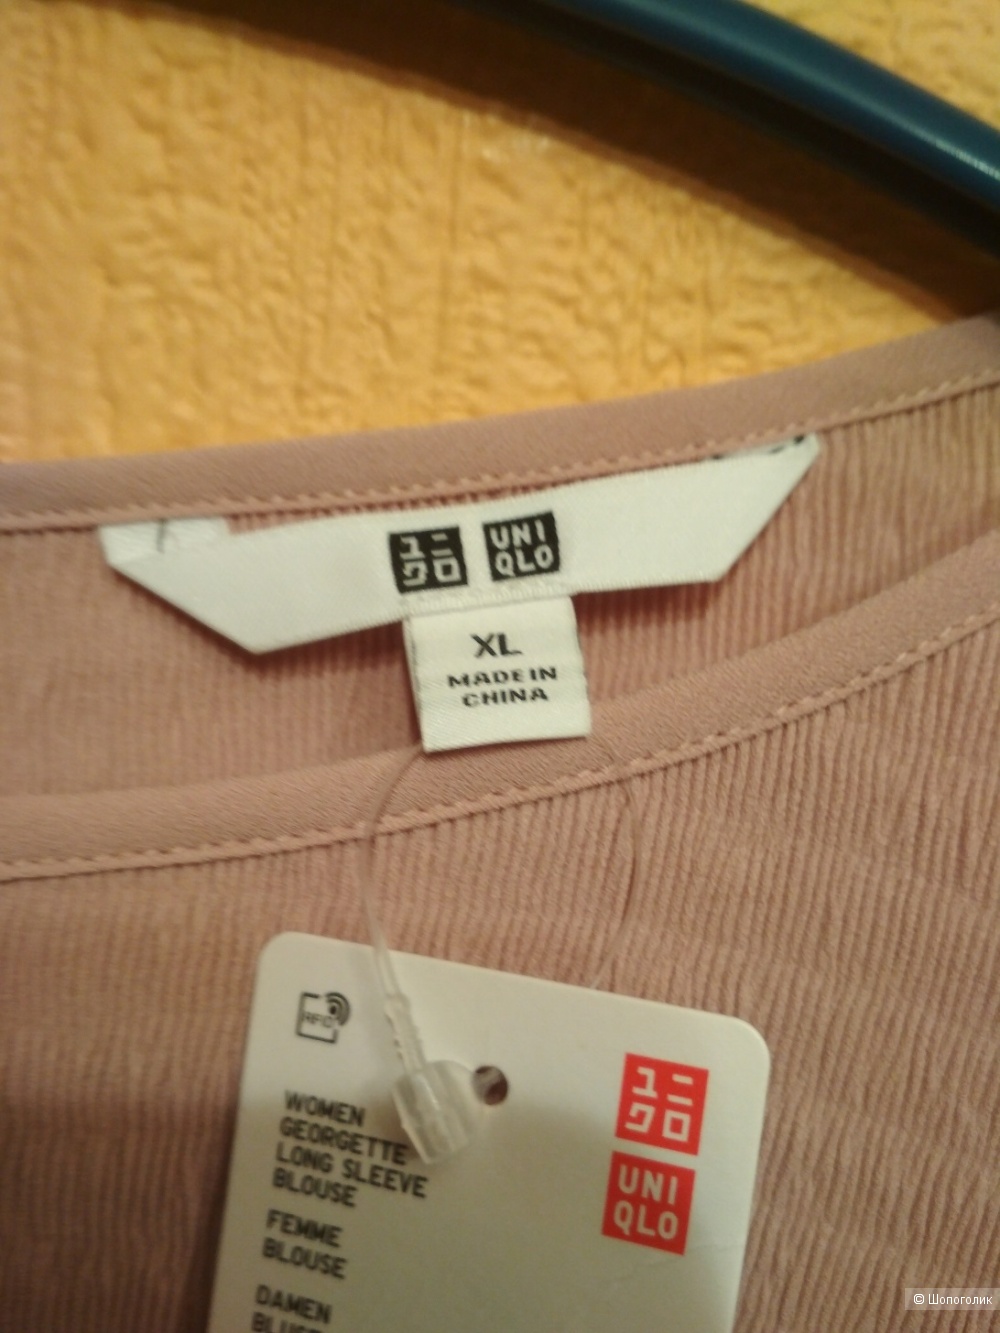 ユニ
クロ
UNI
QLO
XL
MADE IN
CHINA
RFID
WOMEN
GEORGETTE
LONG SLEEVE
BLOUSE
FEMME
BLOUSE
DAMEN
ユニ
クロ
UNI
QLO
© Шопоголик